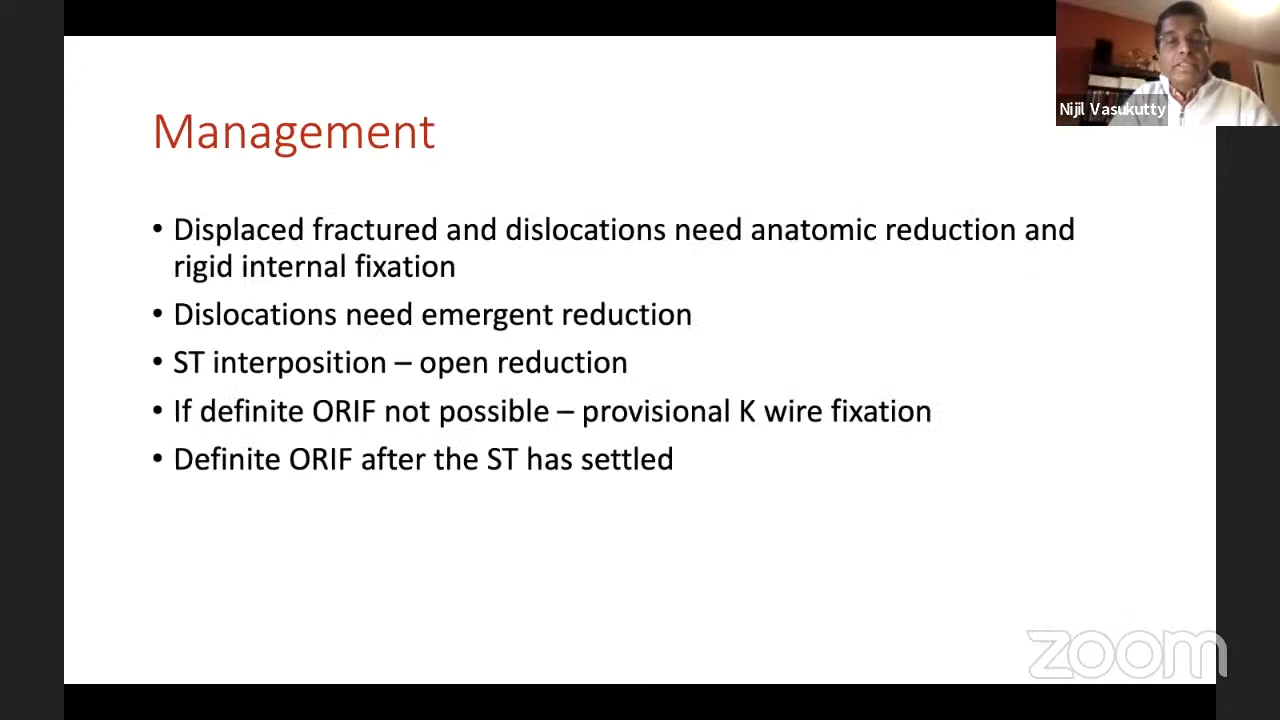 Nijil Vasukutty
Management
• Displaced fractured and dislocations need anatomic reduction and
rigid internal fixation
• Dislocations need emergent reduction
• ST interposition – open reduction
• If definite ORIF not possible – provisional K wire fixation
• Definite ORIF after the ST has settled
zoom